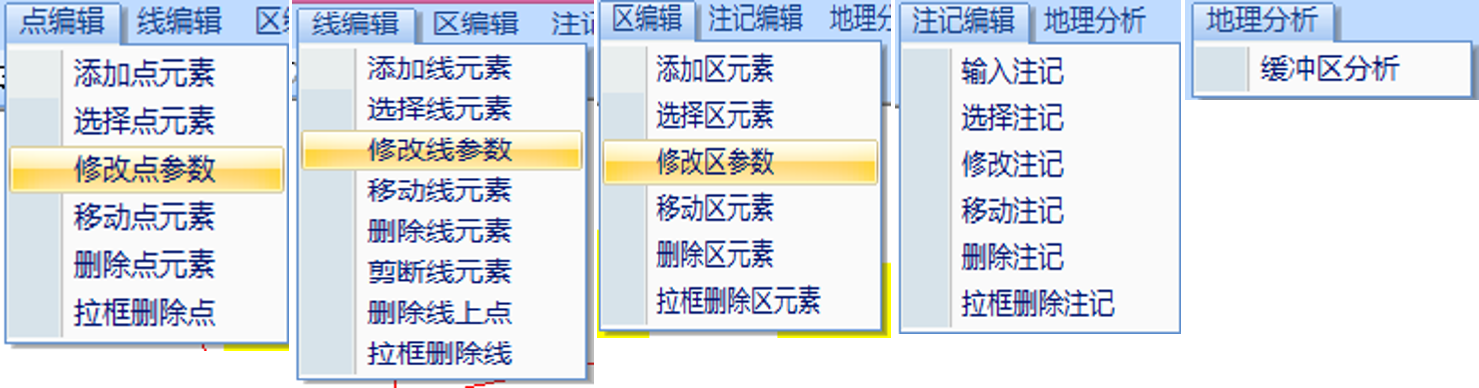 点编辑 线编辑 区
添加点元素
选择点元素
修改点参数
移动点元素
删除点元素
拉框删除点
线编辑 区编辑 注
添加线元素
选择线元素
修改线参数
移动线元素
删除线元素
剪断线元素
删除线上点
拉框删除线
区编辑 注记编辑 地理
添加区元素
选择区元素
修改区参数
移动区元素
删除区元素
拉框删除区元素
注记编辑 地理分析
输入注记
选择注记
修改注记
移动注记
删除注记
拉框删除注记
地理分析
缓冲区分析